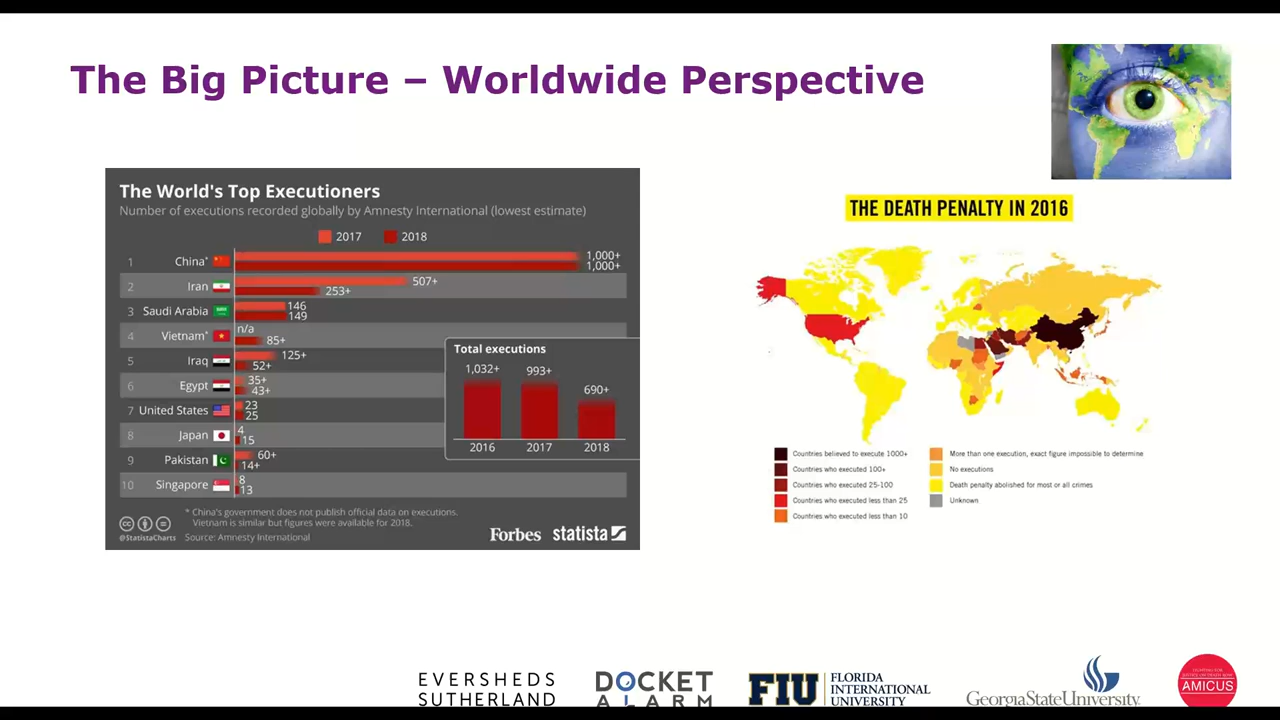 The Big Picture – Worldwide Perspective
The World's Top Executioners
Number of executions recorded globally by Amnesty International (lowest estimate)
2017 2018
1 China* 1,000+
1,000+
2 Iran 507+
253+
3 Saudi Arabia 146
149
4 Vietnam* n/a
85+
5 Iraq 125+
52+
6 Egypt 35+
43+
7 United States 23
25
8 Japan 4
15
9 Pakistan 60+
14+
10 Singapore 8
13
Total executions
1,032+ 993+ 690+
2016 2017 2018
* China's government does not publish official data on executions.
Vietnam is similar but figures were available for 2018.
@StatistaCharts Source: Amnesty International
Forbes statista
THE DEATH PENALTY IN 2016
Countries believed to execute 1000+
Countries who executed 100+
Countries who executed 25-100
Countries who executed less than 25
Countries who executed less than 10
More than one execution, exact figure impossible to determine
No executions
Death penalty abolished for most or all crimes
Unknown
EVERSHEDS
SUTHERLAND
DOCKET
ALARM
FIU
FLORIDA
INTERNATIONAL
UNIVERSITY
GeorgiaStateUniversity
FIGHTING FOR
JUSTICE ON DEATH ROW
AMICUS